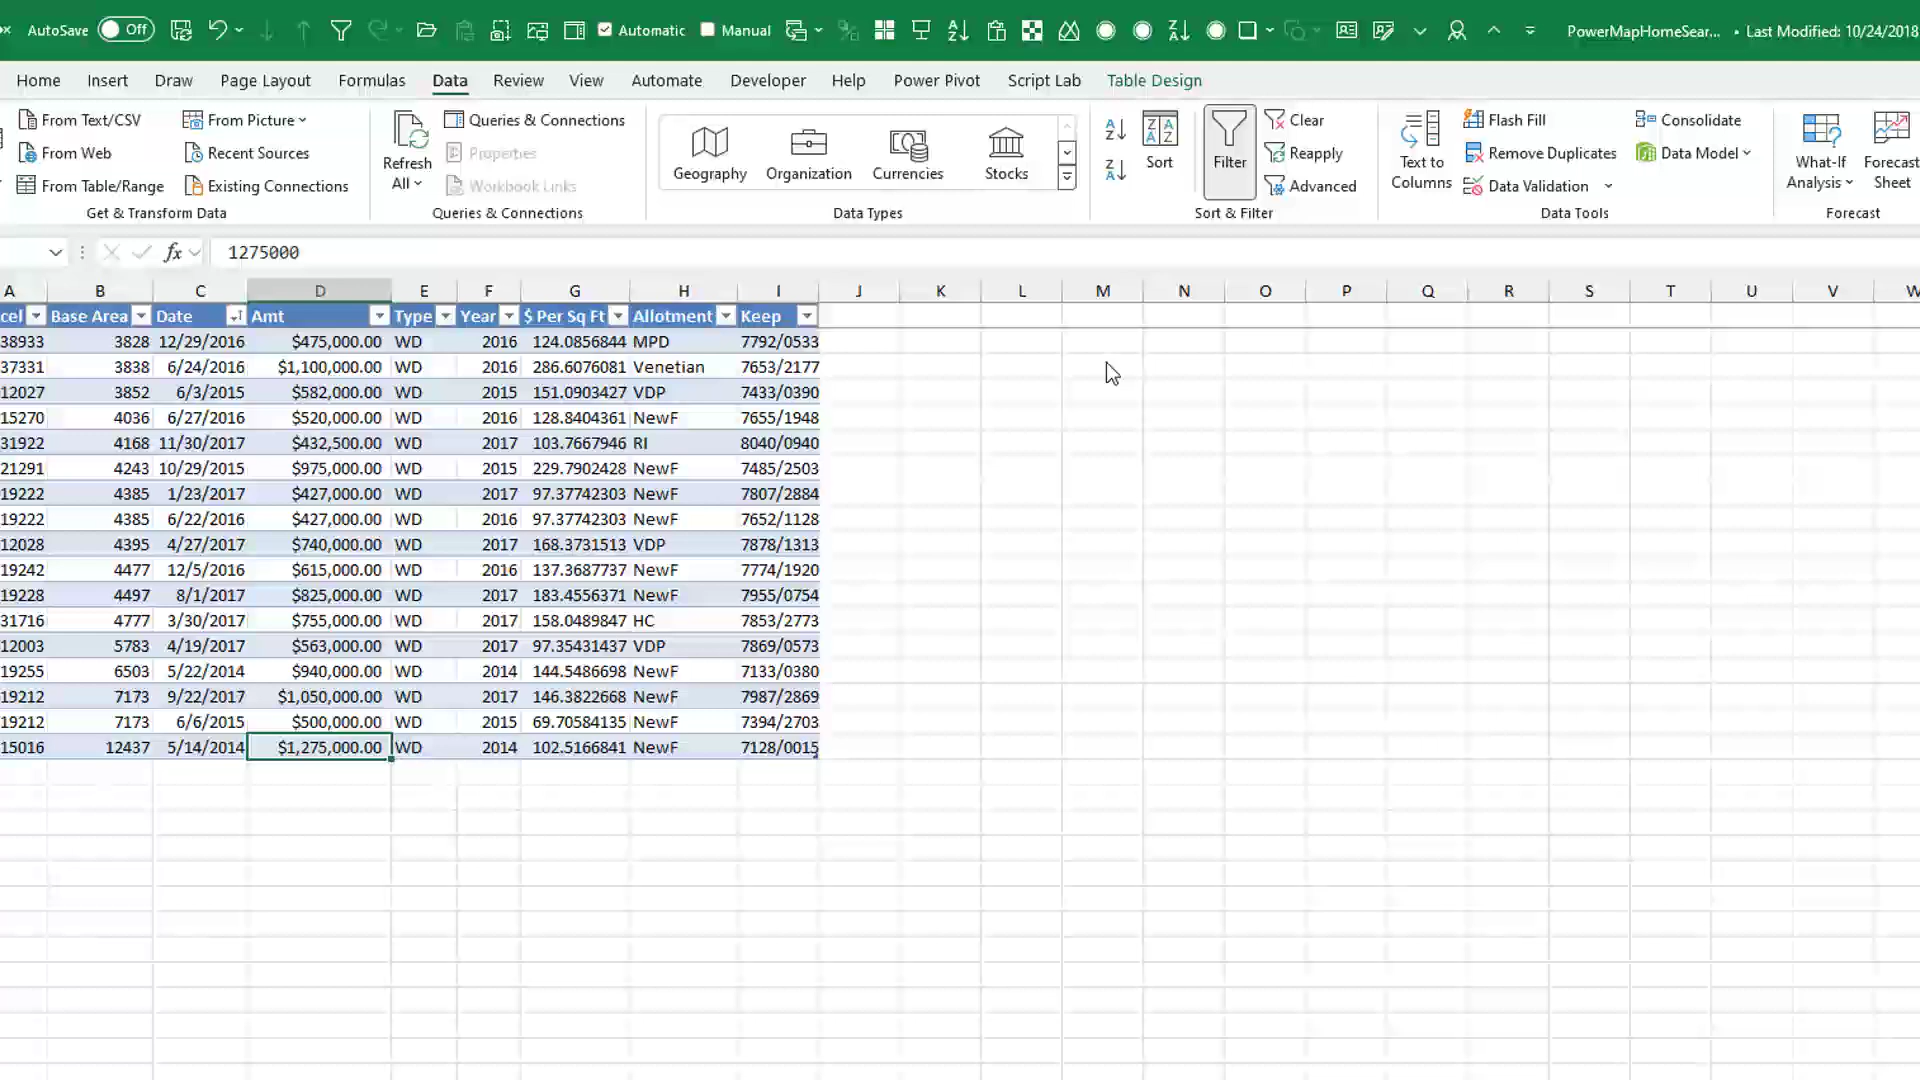 AutoSave Off Automatic Manual PowerMapHomeSear... • Last Modified: 10/24/2018
Home Insert Draw Page Layout Formulas Data Review View Automate Developer Help Power Pivot Script Lab Table Design
From Text/CSV From Picture
From Web Recent Sources
From Table/Range Existing Connections
Get & Transform Data
Refresh All
Queries & Connections
Properties
Workbook Links
Queries & Connections
Geography Organization Currencies Stocks
Data Types
Sort Filter
Clear
Reapply
Advanced
Sort & Filter
Text to Columns
Flash Fill Consolidate
Remove Duplicates Data Model
Data Validation
Data Tools
What-If Analysis
Forecast Sheet
Forecast
fx 1275000
A B C D E F G H I J K L M N O P Q R S T U V W
cel Base Area Date Amt Type Year $ Per Sq Ft Allotment Keep
38933 3828 12/29/2016 $475,000.00 WD 2016 124.0856844 MPD 7792/0533
37331 3838 6/24/2016 $1,100,000.00 WD 2016 286.6076081 Venetian 7653/2177
12027 3852 6/3/2015 $582,000.00 WD 2015 151.0903427 VDP 7433/0390
15270 4036 6/27/2016 $520,000.00 WD 2016 128.8404361 NewF 7655/1948
31922 4168 11/30/2017 $432,500.00 WD 2017 103.7667946 RI 8040/0940
21291 4243 10/29/2015 $975,000.00 WD 2015 229.7902428 NewF 7485/2503
19222 4385 1/23/2017 $427,000.00 WD 2017 97.37742303 NewF 7807/2884
19222 4385 6/22/2016 $427,000.00 WD 2016 97.37742303 NewF 7652/1128
12028 4395 4/27/2017 $740,000.00 WD 2017 168.3731513 VDP 7878/1313
19242 4477 12/5/2016 $615,000.00 WD 2016 137.3687737 NewF 7774/1920
19228 4497 8/1/2017 $825,000.00 WD 2017 183.4556371 NewF 7955/0754
31716 4777 3/30/2017 $755,000.00 WD 2017 158.0489847 HC 7853/2773
12003 5783 4/19/2017 $563,000.00 WD 2017 97.35431437 VDP 7869/0573
19255 6503 5/22/2014 $940,000.00 WD 2014 144.5486698 NewF 7133/0380
19212 7173 9/22/2017 $1,050,000.00 WD 2017 146.3822668 NewF 7987/2869
19212 7173 6/6/2015 $500,000.00 WD 2015 69.70584135 NewF 7394/2703
15016 12437 5/14/2014 $1,275,000.00 WD 2014 102.5166841 NewF 7128/0015